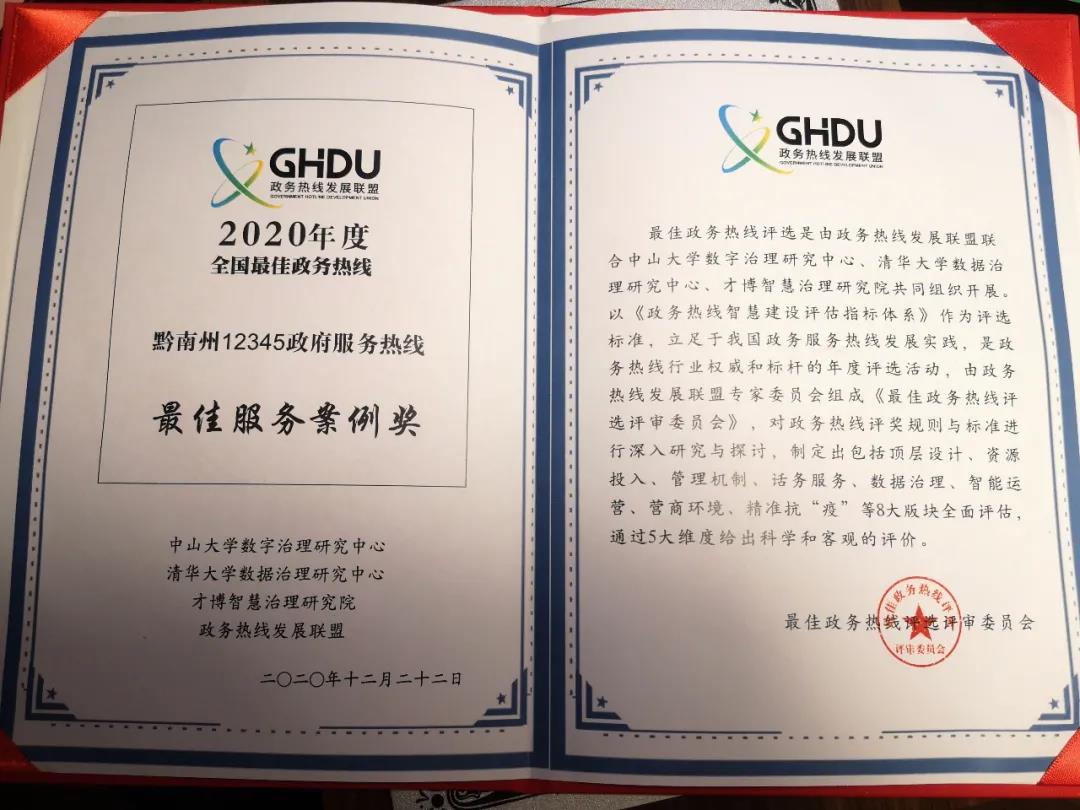 GHDU
政务热线发展联盟
GOVERNMENT HOTLINE DEVELOPMENT UNION
2020年度
全国最佳政务热线
黔南州12345政府服务热线
最佳服务案例奖
中山大学数字治理研究中心
清华大学数据治理研究中心
才博智慧治理研究院
政务热线发展联盟
二〇二〇年十二月二十二日
GHDU
政务热线发展联盟
GOVERNMENT HOTLINE DEVELOPMENT UNION
最佳政务热线评选是由政务热线发展联盟联
合中山大学数字治理研究中心、清华大学数据治
理研究中心、才博智慧治理研究院共同组织开展。
以《政务热线智慧建设评估指标体系》作为评选
标准，立足于我国政务服务热线发展实践，是政
务热线行业权威和标杆的年度评选活动，由政务
热线发展联盟专家委员会组成《最佳政务热线评
选评审委员会》，对政务热线评奖规则与标准进
行深入研究与探讨，制定出包括顶层设计、资源
投入、管理机制、话务服务、数据治理、智能运
营、营商环境、精准抗“疫”等8大版块全面评估，
通过5大维度给出科学和客观的评价。
最佳政务热线评选评审委员会
佳政务热线评
评审委员会